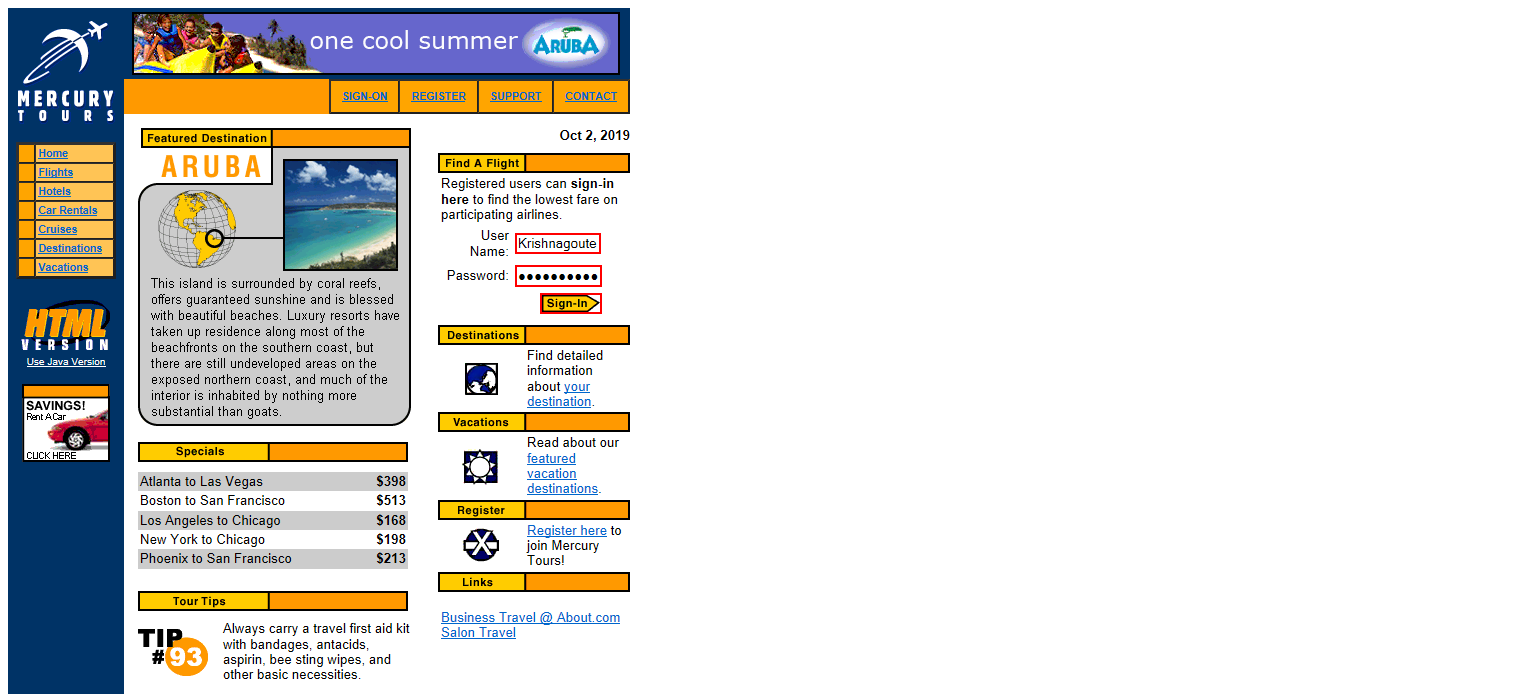 one cool summer ARUBA
MERCURY
TOURS
SIGN-ON REGISTER SUPPORT CONTACT
Home
Flights
Hotels
Car Rentals
Cruises
Destinations
Vacations
HTML
VERSION
Use Java Version
SAVINGS!
Rent A Car
CLICK HERE
Featured Destination
ARUBA
This island is surrounded by coral reefs,
offers guaranteed sunshine and is blessed
with beautiful beaches. Luxury resorts have
taken up residence along most of the
beachfronts on the southern coast, but
there are still undeveloped areas on the
exposed northern coast, and much of the
interior is inhabited by nothing more
substantial than goats.
Specials
Atlanta to Las Vegas $398
Boston to San Francisco $513
Los Angeles to Chicago $168
New York to Chicago $198
Phoenix to San Francisco $213
Tour Tips
TIP
#93
Always carry a travel first aid kit
with bandages, antacids,
aspirin, bee sting wipes, and
other basic necessities.
Oct 2, 2019
Find A Flight
Registered users can sign-in
here to find the lowest fare on
participating airlines.
User
Name: Krishnagoute
Password: ●●●●●●●●●●
Sign-In
Destinations
Find detailed
information
about your
destination.
Vacations
Read about our
featured
vacation
destinations.
Register
Register here to
join Mercury
Tours!
Links
Business Travel @ About.com
Salon Travel